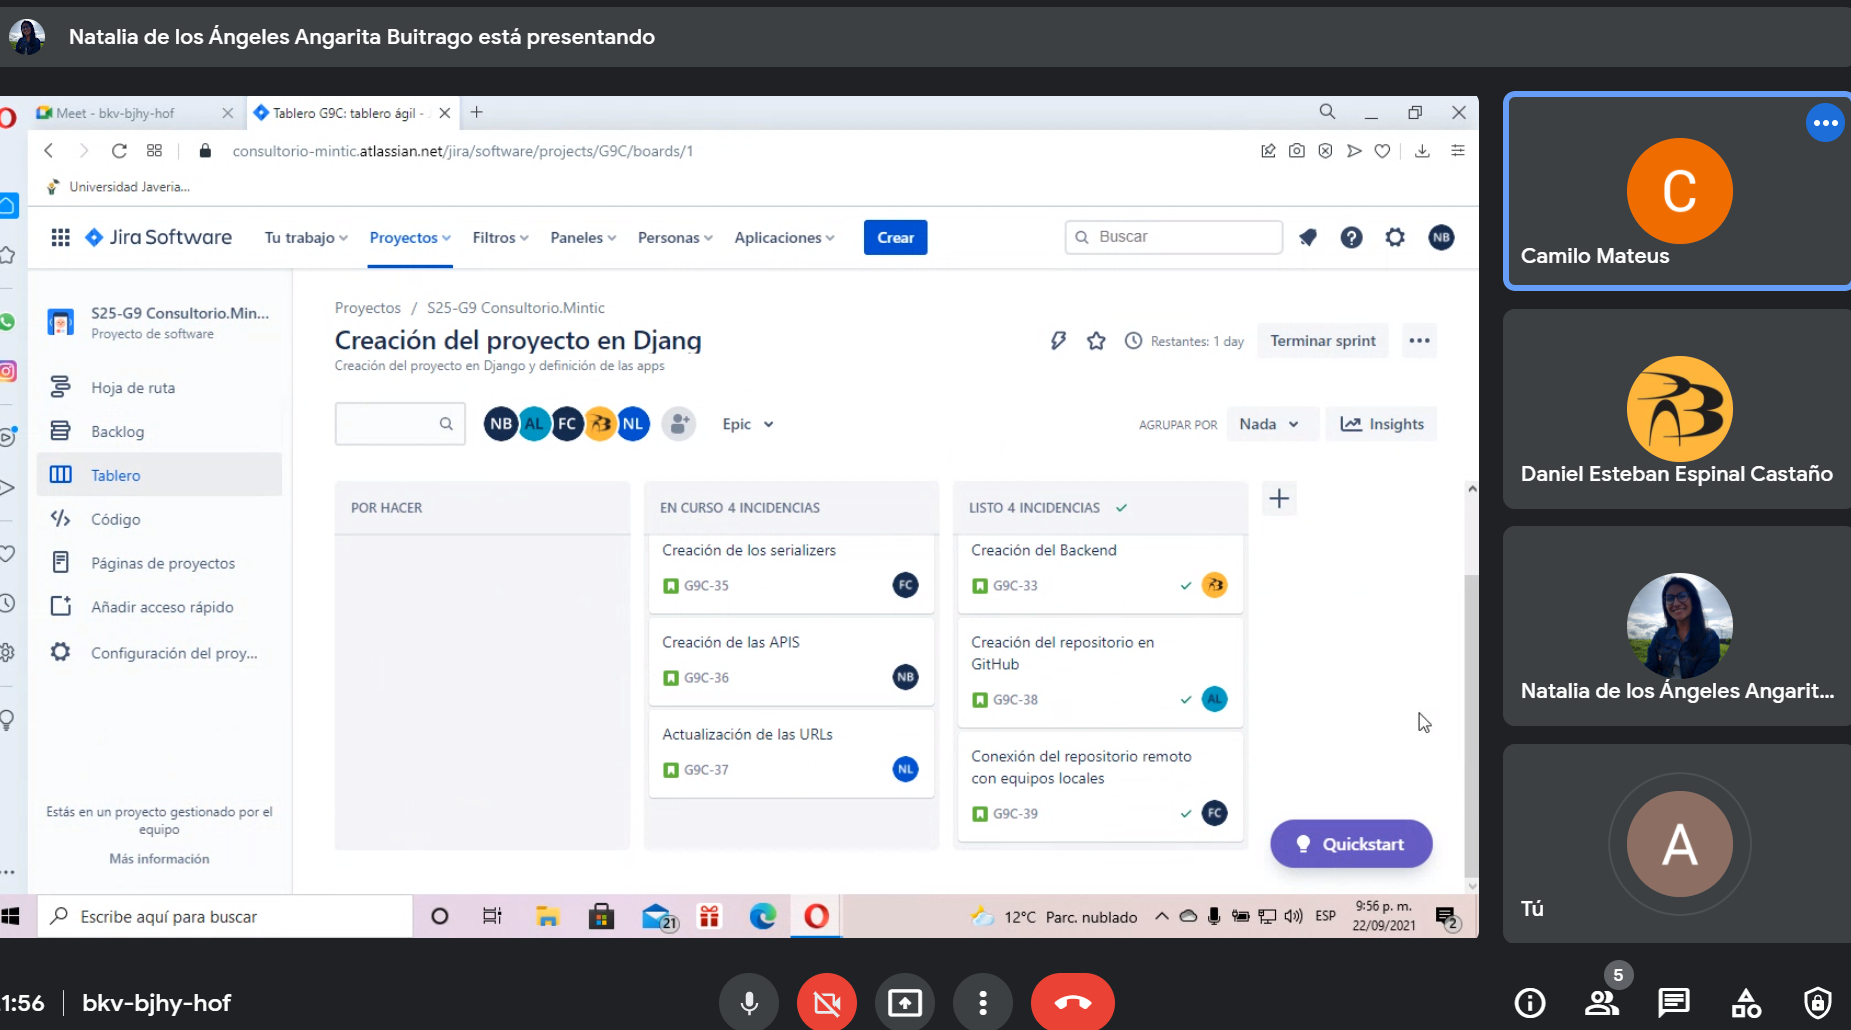 Natalia de los Ángeles Angarita Buitrago está presentando
Meet - bkv-bjhy-hof
Tablero G9C: tablero ágil -
consultorio-mintic.atlassian.net/jira/software/projects/G9C/boards/1
Universidad Javeria...
Jira Software
Tu trabajo
Proyectos
Filtros
Paneles
Personas
Aplicaciones
Crear
Buscar
NB
S25-G9 Consultorio.Min...
Proyecto de software
Hoja de ruta
Backlog
Tablero
Código
Páginas de proyectos
Añadir acceso rápido
Configuración del proy...
Estás en un proyecto gestionado por el
equipo
Más información
Proyectos / S25-G9 Consultorio.Mintic
Creación del proyecto en Djang
Creación del proyecto en Django y definición de las apps
Restantes: 1 day
Terminar sprint
NB AL FC NL
Epic
AGRUPAR POR
Nada
Insights
POR HACER
EN CURSO 4 INCIDENCIAS
Creación de los serializers
G9C-35
FC
Creación de las APIS
G9C-36
NB
Actualización de las URLs
G9C-37
NL
LISTO 4 INCIDENCIAS
Creación del Backend
G9C-33
Creación del repositorio en
GitHub
G9C-38
AL
Conexión del repositorio remoto
con equipos locales
G9C-39
FC
Quickstart
Escribe aquí para buscar
21
12°C Parc. nublado
ESP
9:56 p. m.
22/09/2021
2
C
Camilo Mateus
Daniel Esteban Espinal Castaño
Natalia de los Ángeles Angarit...
A
Tú
1:56
bkv-bjhy-hof
5